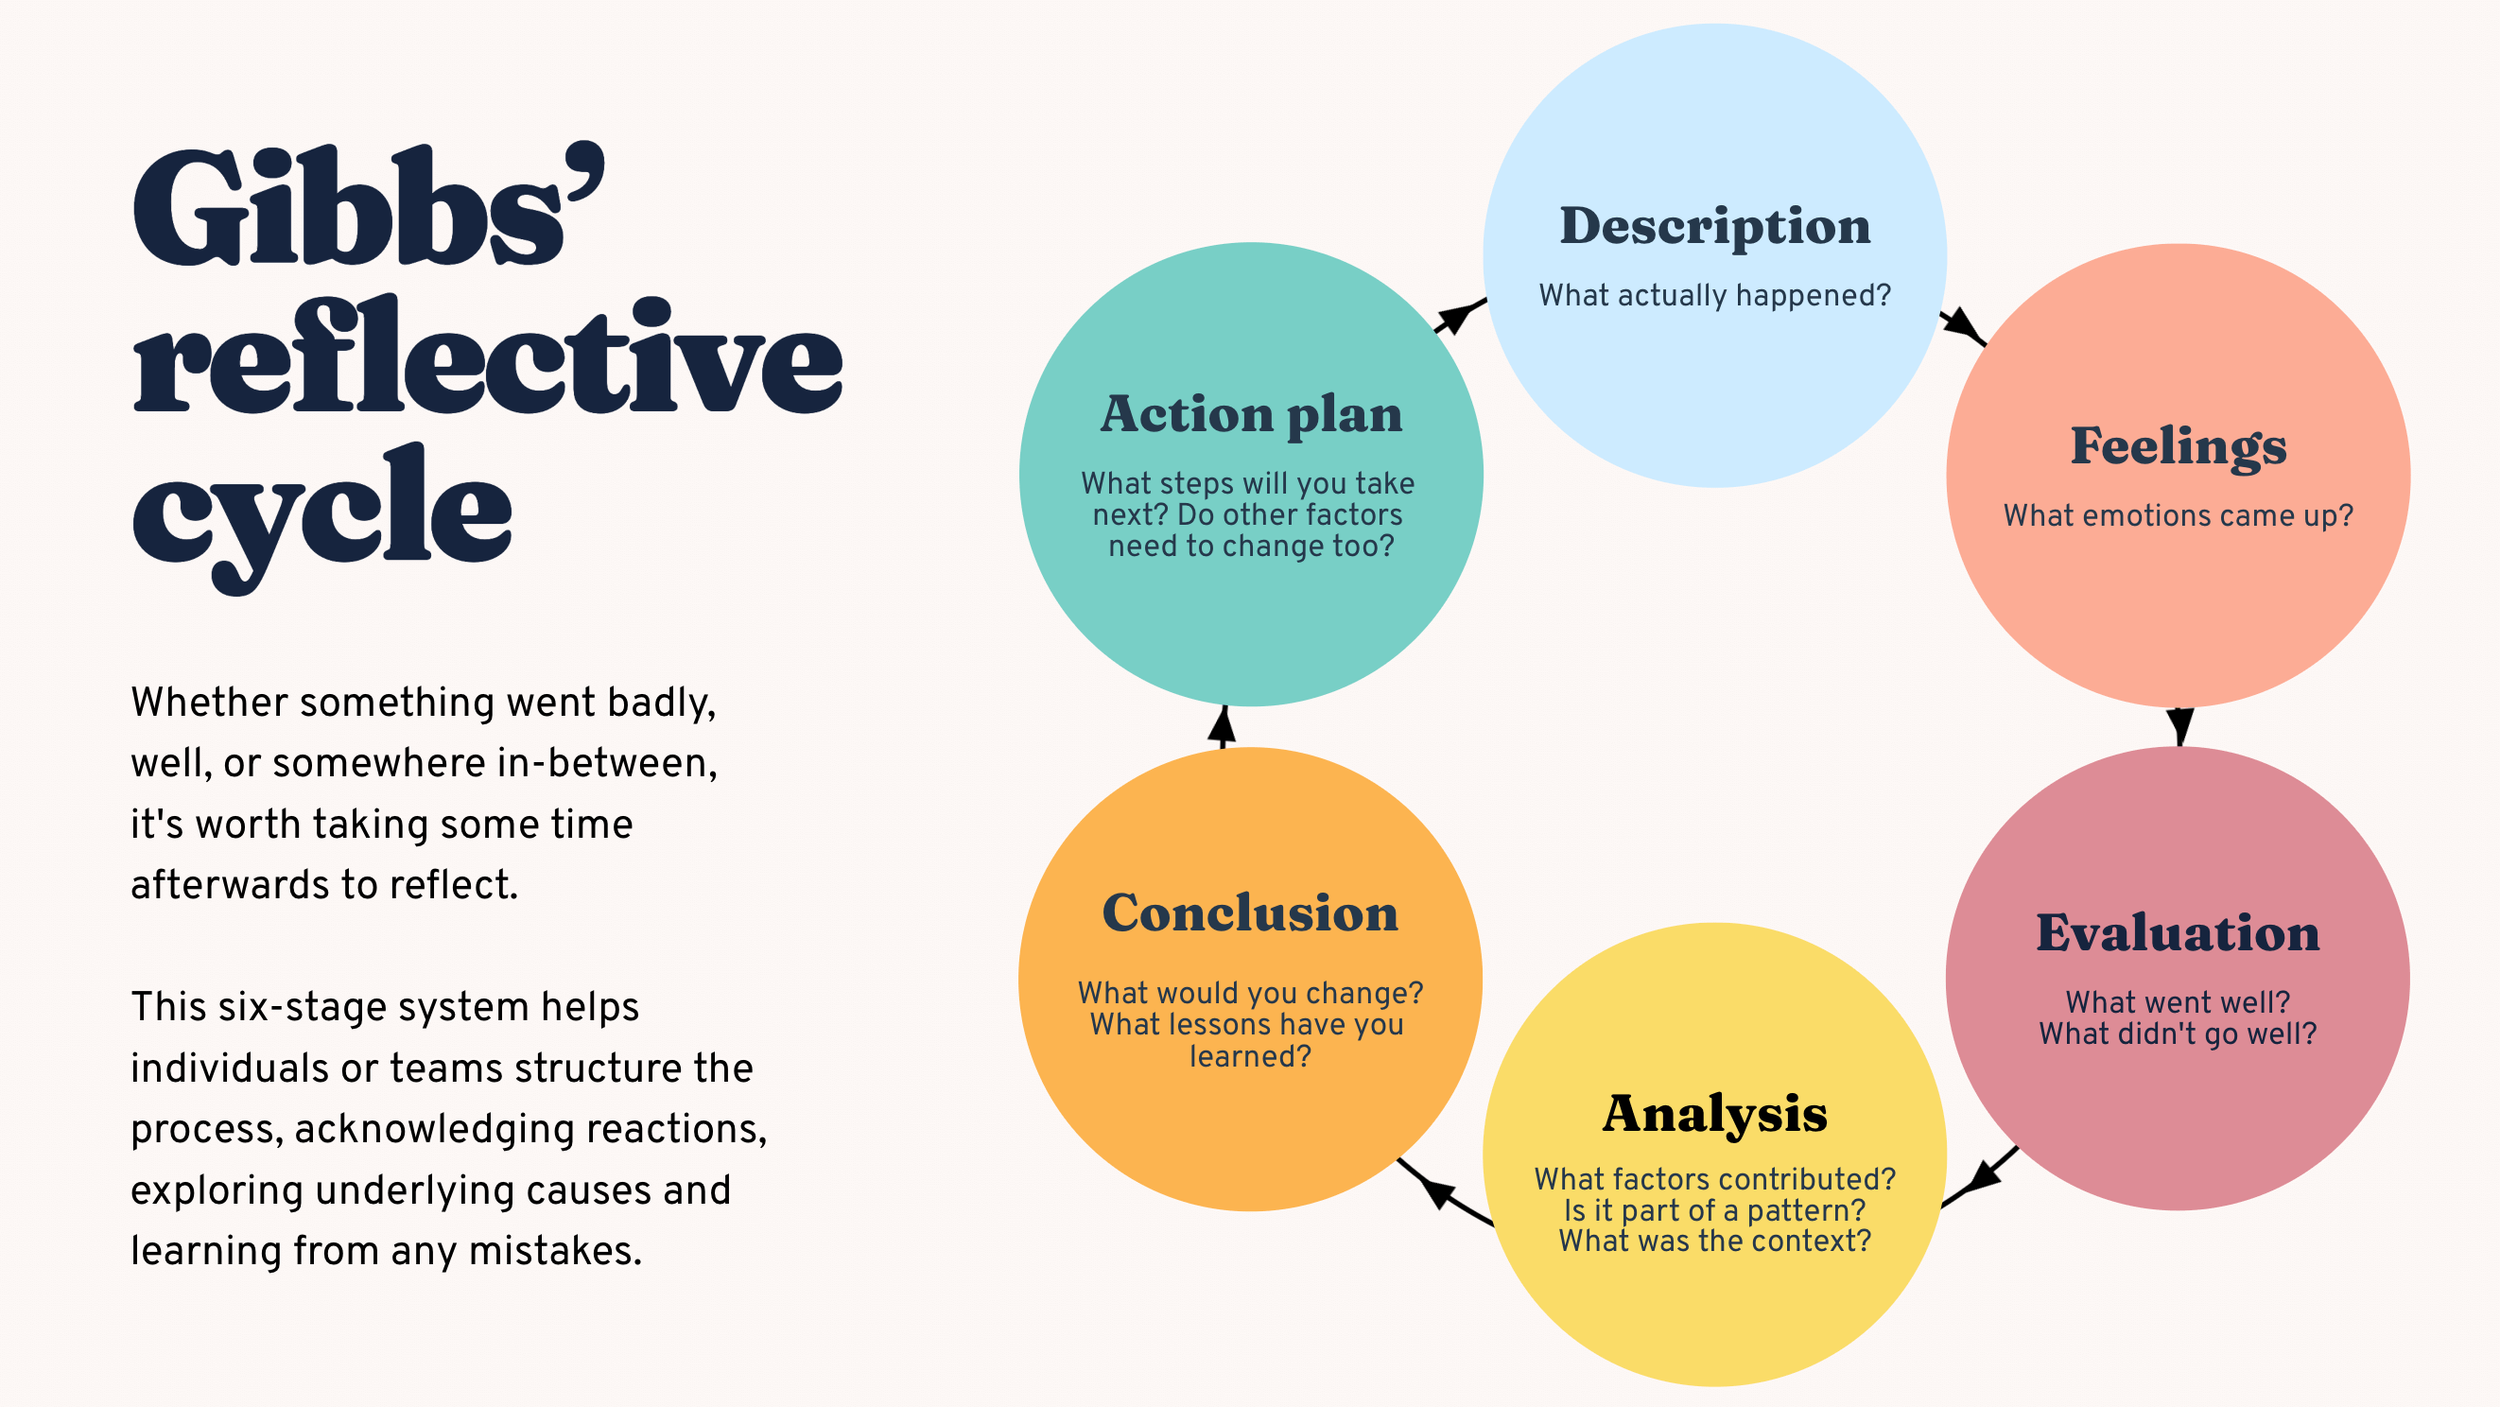 Gibbs’
reflective
cycle
Whether something went badly,
well, or somewhere in-between,
it's worth taking some time
afterwards to reflect.
This six-stage system helps
individuals or teams structure the
process, acknowledging reactions,
exploring underlying causes and
learning from any mistakes.
Description
What actually happened?
Feelings
What emotions came up?
Evaluation
What went well?
What didn't go well?
Analysis
What factors contributed?
Is it part of a pattern?
What was the context?
Conclusion
What would you change?
What lessons have you
learned?
Action plan
What steps will you take
next? Do other factors
need to change too?